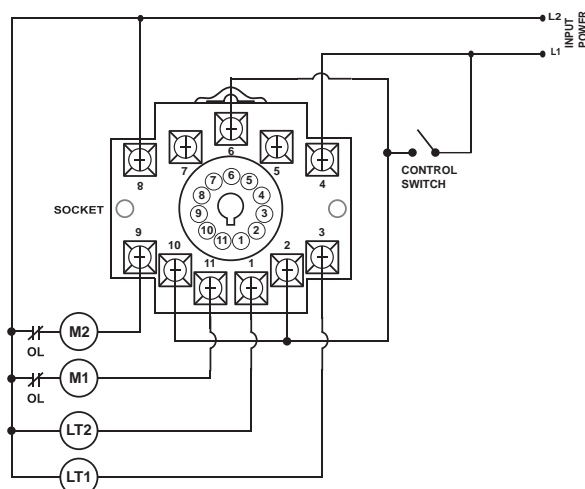 L2
INPUT
POWER
L1
6
7
5
8
4
CONTROL
SWITCH
6
7
5
8
4
SOCKET
9
3
10
2
11
1
9
3
10
2
11
1
M2
OL
M1
OL
LT2
LT1